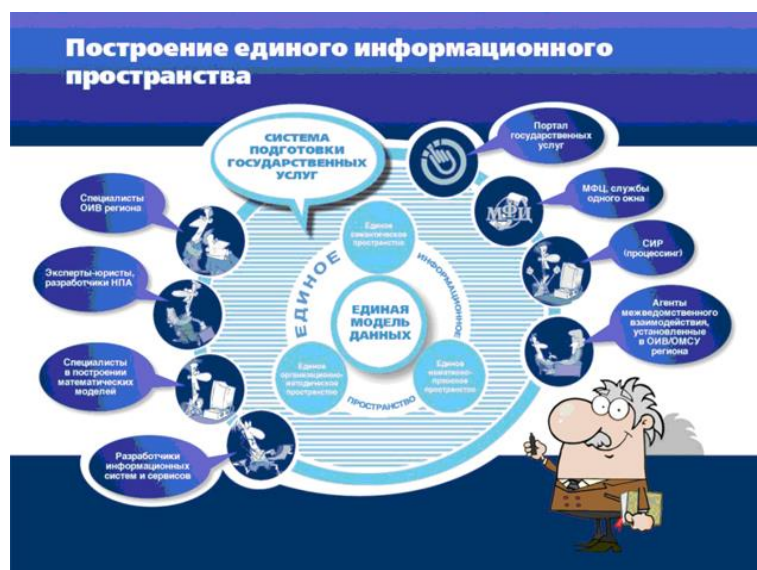 Построение единого информационного
пространства
СИСТЕМА
ПОДГОТОВКИ
ГОСУДАРСТВЕННЫХ
УСЛУГ
Портал
государственных
услуг
МФЦ, службы
одного окна
МФЦ
СИР
(процессинг)
Агенты
межведомственного
взаимодействия,
установленные
в ОИВ/ОМСУ
региона
Специалисты
ОИВ региона
Эксперты-юристы,
разработчики НПА
Специалисты
в построении
математических
моделей
Разработчики
информационных
систем и сервисов
Единое
семантическое
пространство
ЕДИНОЕ
ИНФОРМАЦИОННОЕ
ПРОСТРАНСТВО
ЕДИНАЯ
МОДЕЛЬ
ДАННЫХ
Единое
организационно-
методическое
пространство
Единое
пространство